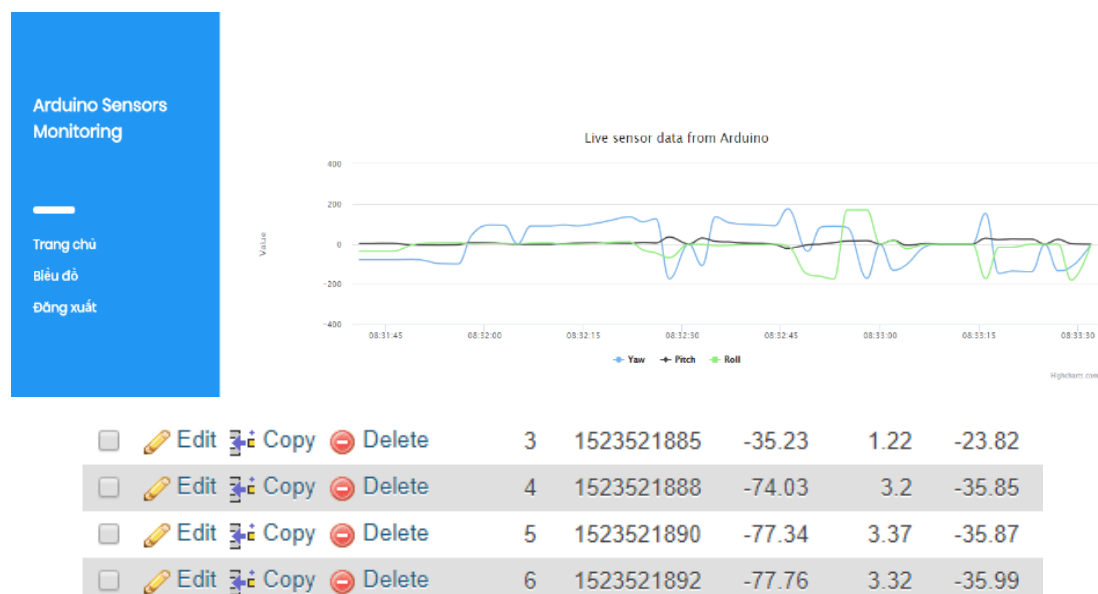 Arduino Sensors
Monitoring
Trang chủ
Biểu đồ
Đăng xuất
Live sensor data from Arduino
Value
400
200
0
-200
-400
08:31:45 08:32:00 08:32:15 08:32:30 08:32:45 08:33:00 08:33:15 08:33:30
Yaw Pitch Roll
Highcharts.com
Edit Copy Delete 3 1523521885 -35.23 1.22 -23.82
Edit Copy Delete 4 1523521888 -74.03 3.2 -35.85
Edit Copy Delete 5 1523521890 -77.34 3.37 -35.87
Edit Copy Delete 6 1523521892 -77.76 3.32 -35.99